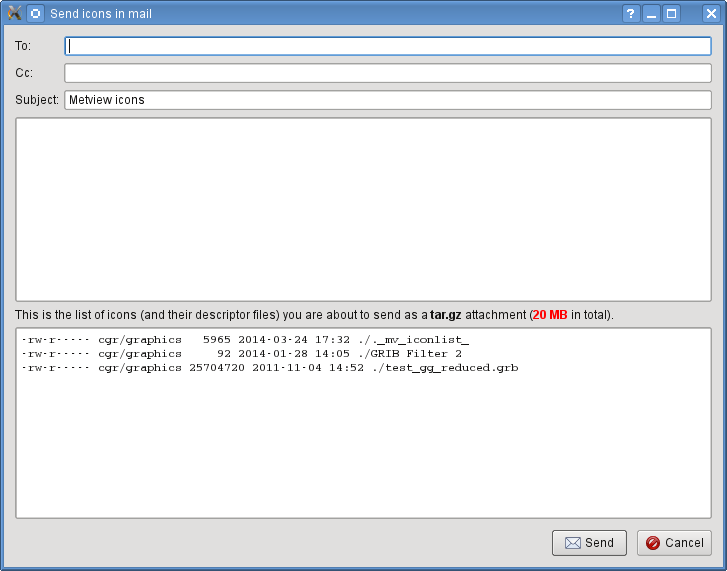 Send icons in mail
To:
Cc:
Subject: Metview icons
This is the list of icons (and their descriptor files) you are about to send as a tar.gz attachment (20 MB in total).
-rw-r----- cgr/graphics   5965 2014-03-24 17:32 ./._mv_iconlist_
-rw-r----- cgr/graphics     92 2014-01-28 14:05 ./GRIB Filter 2
-rw-r----- cgr/graphics 25704720 2011-11-04 14:52 ./test_gg_reduced.grb
Send Cancel